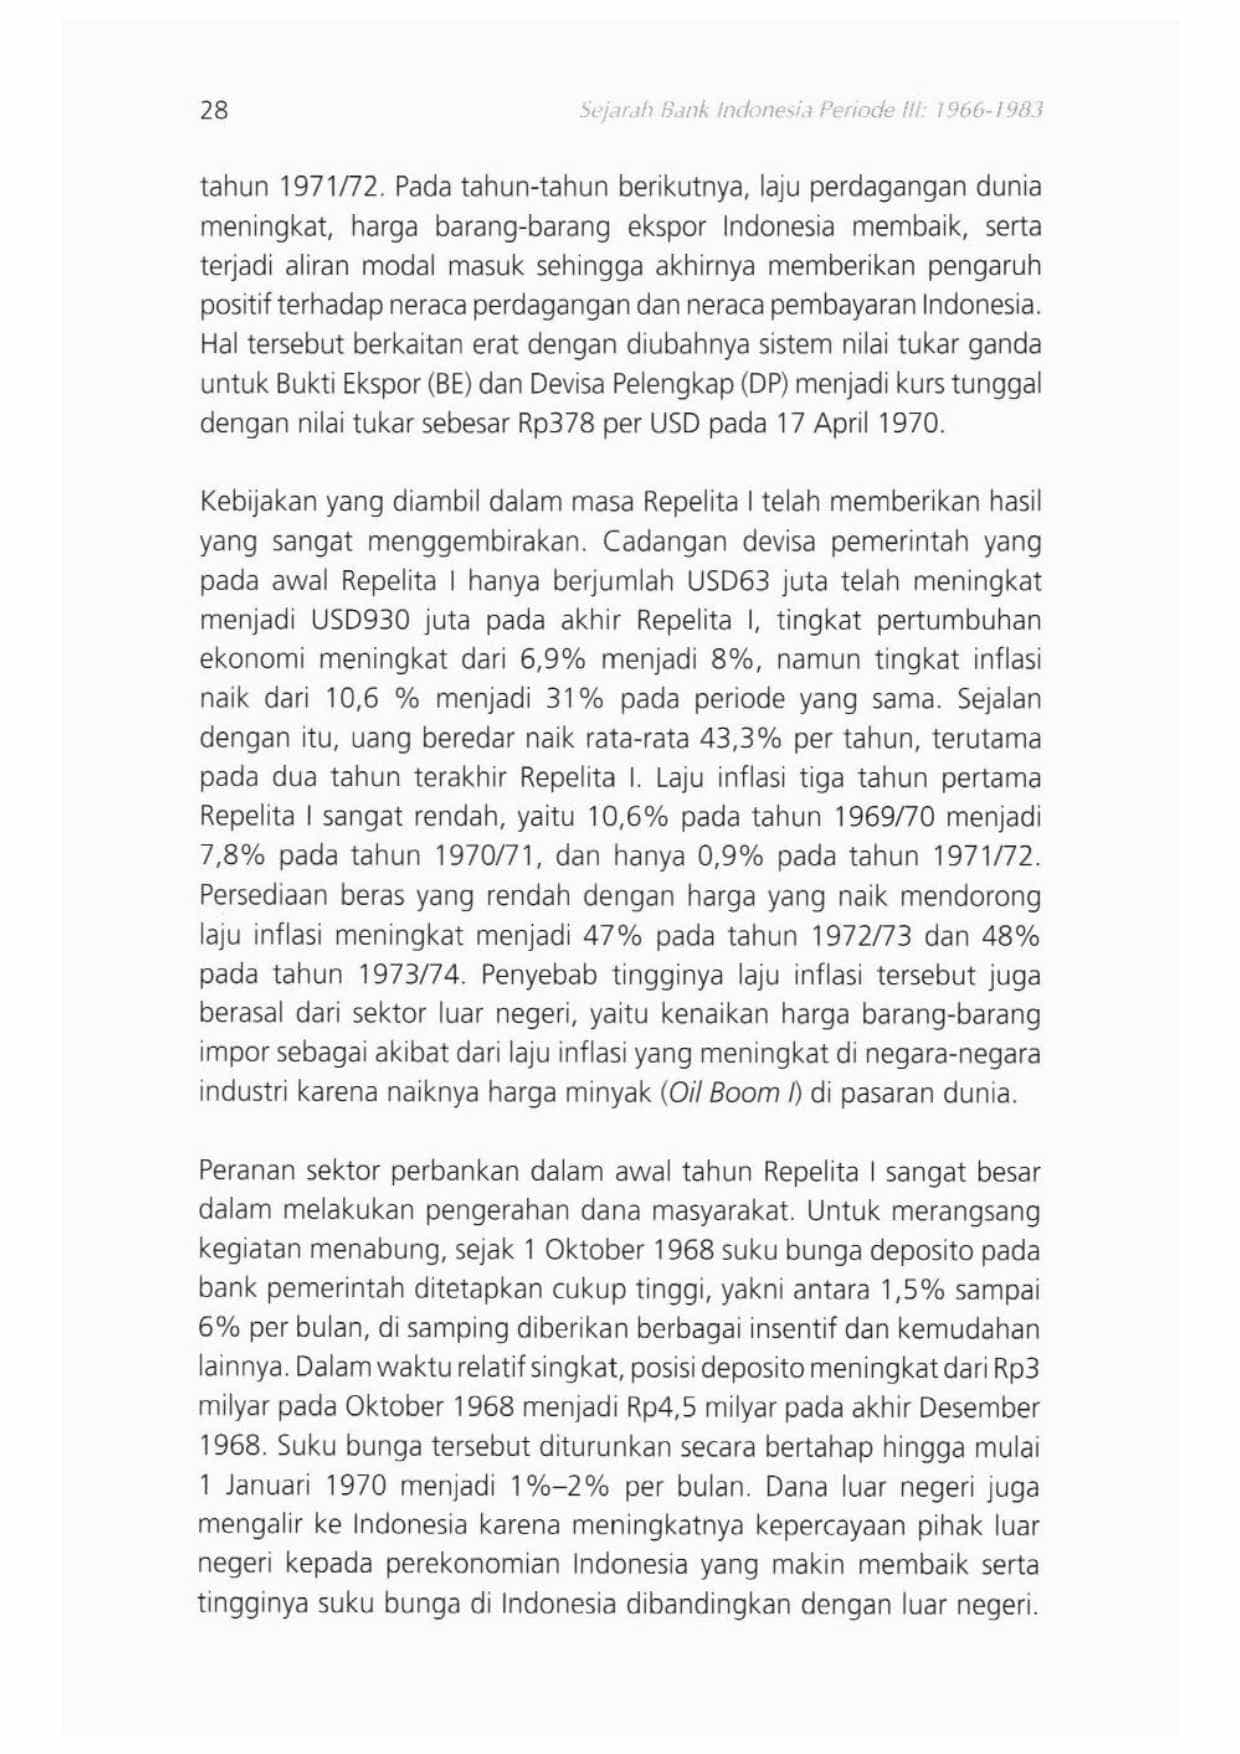 28
Sejarah Bank Indonesia Periode III: 1966-1983
tahun 1971/72. Pada tahun-tahun berikutnya, laju perdagangan dunia
meningkat, harga barang-barang ekspor Indonesia membaik, serta
terjadi aliran modal masuk sehingga akhirnya memberikan pengaruh
positif terhadap neraca perdagangan dan neraca pembayaran Indonesia.
Hal tersebut berkaitan erat dengan diubahnya sistem nilai tukar ganda
untuk Bukti Ekspor (BE) dan Devisa Pelengkap (DP) menjadi kurs tunggal
dengan nilai tukar sebesar Rp378 per USD pada 17 April 1970.
Kebijakan yang diambil dalam masa Repelita I telah memberikan hasil
yang sangat menggembirakan. Cadangan devisa pemerintah yang
pada awal Repelita I hanya berjumlah USD63 juta telah meningkat
menjadi USD930 juta pada akhir Repelita I, tingkat pertumbuhan
ekonomi meningkat dari 6,9% menjadi 8%, namun tingkat inflasi
naik dari 10,6 % menjadi 31% pada periode yang sama. Sejalan
dengan itu, uang beredar naik rata-rata 43,3% per tahun, terutama
pada dua tahun terakhir Repelita I. Laju inflasi tiga tahun pertama
Repelita I sangat rendah, yaitu 10,6% pada tahun 1969/70 menjadi
7,8% pada tahun 1970/71, dan hanya 0,9% pada tahun 1971/72.
Persediaan beras yang rendah dengan harga yang naik mendorong
laju inflasi meningkat menjadi 47% pada tahun 1972/73 dan 48%
pada tahun 1973/74. Penyebab tingginya laju inflasi tersebut juga
berasal dari sektor luar negeri, yaitu kenaikan harga barang-barang
impor sebagai akibat dari laju inflasi yang meningkat di negara-negara
industri karena naiknya harga minyak (Oil Boom I) di pasaran dunia.
Peranan sektor perbankan dalam awal tahun Repelita I sangat besar
dalam melakukan pengerahan dana masyarakat. Untuk merangsang
kegiatan menabung, sejak 1 Oktober 1968 suku bunga deposito pada
bank pemerintah ditetapkan cukup tinggi, yakni antara 1,5% sampai
6% per bulan, di samping diberikan berbagai insentif dan kemudahan
lainnya. Dalam waktu relatif singkat, posisi deposito meningkat dari Rp3
milyar pada Oktober 1968 menjadi Rp4,5 milyar pada akhir Desember
1968. Suku bunga tersebut diturunkan secara bertahap hingga mulai
1 Januari 1970 menjadi 1%–2% per bulan. Dana luar negeri juga
mengalir ke Indonesia karena meningkatnya kepercayaan pihak luar
negeri kepada perekonomian Indonesia yang makin membaik serta
tingginya suku bunga di Indonesia dibandingkan dengan luar negeri.